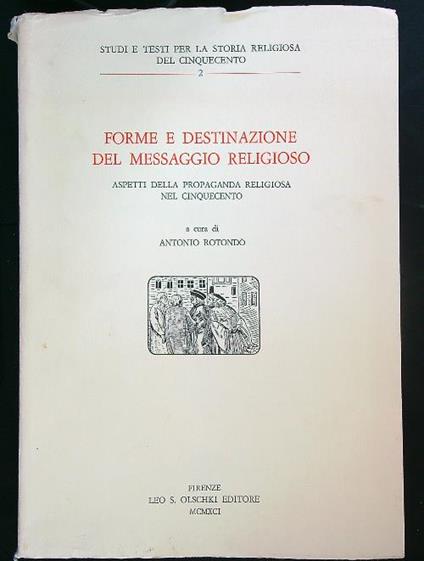 STUDI E TESTI PER LA STORIA RELIGIOSA
DEL CINQUECENTO
2
FORME E DESTINAZIONE
DEL MESSAGGIO RELIGIOSO
ASPETTI DELLA PROPAGANDA RELIGIOSA
NEL CINQUECENTO
a cura di
ANTONIO ROTONDÒ
FIRENZE
LEO S. OLSCHKI EDITORE
MCMXCI